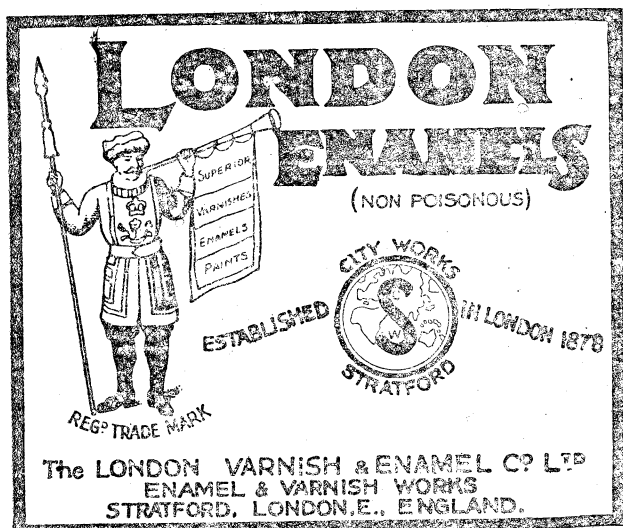 LONDON
ENAMELS
(NON POISONOUS)
SUPERIOR
VARNISHES
ENAMELS
PAINTS
CITY WORKS
ESTABLISHED
IN LONDON 1878
S
W
STRATFORD
REGD TRADE MARK
The LONDON VARNISH & ENAMEL CO LTD
ENAMEL & VARNISH WORKS
STRATFORD, LONDON, E., ENGLAND.